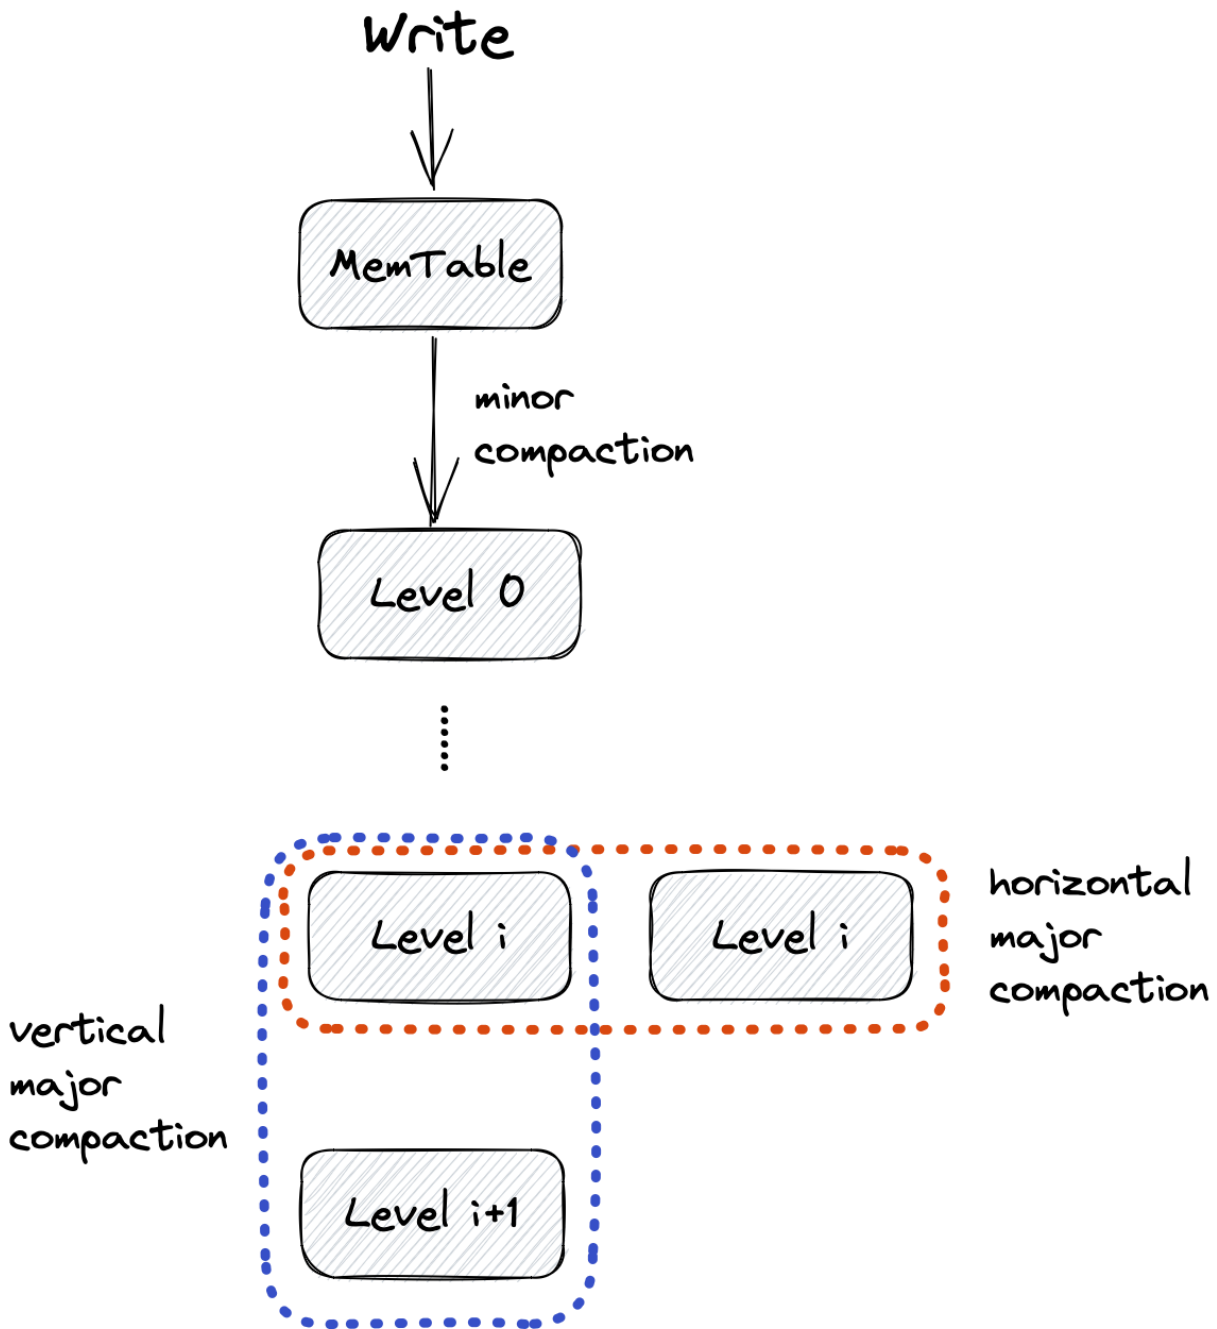 Write
MemTable
minor
compaction
Level 0
Level i
Level i
horizontal
major
compaction
vertical
major
compaction
Level i+1